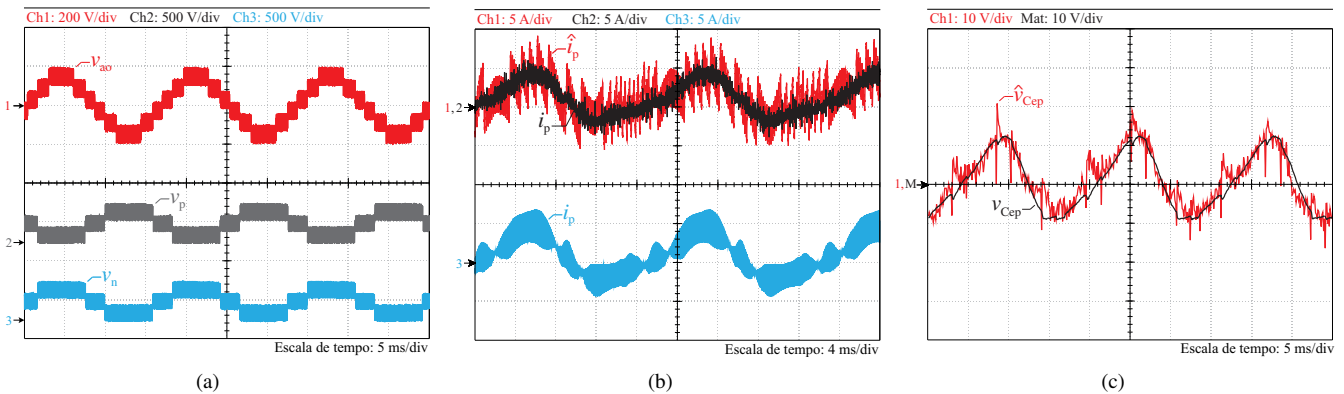 Ch1: 200 V/div Ch2: 500 V/div Ch3: 500 V/div
v_ao
1
v_p
2
v_n
3
Escala de tempo: 5 ms/div
(a)
Ch1: 5 A/div Ch2: 5 A/div Ch3: 5 A/div
î_p
1,2
i_p
i_p
3
Escala de tempo: 4 ms/div
(b)
Ch1: 10 V/div Mat: 10 V/div
v̂_Cep
1,M
v_Cep
Escala de tempo: 5 ms/div
(c)